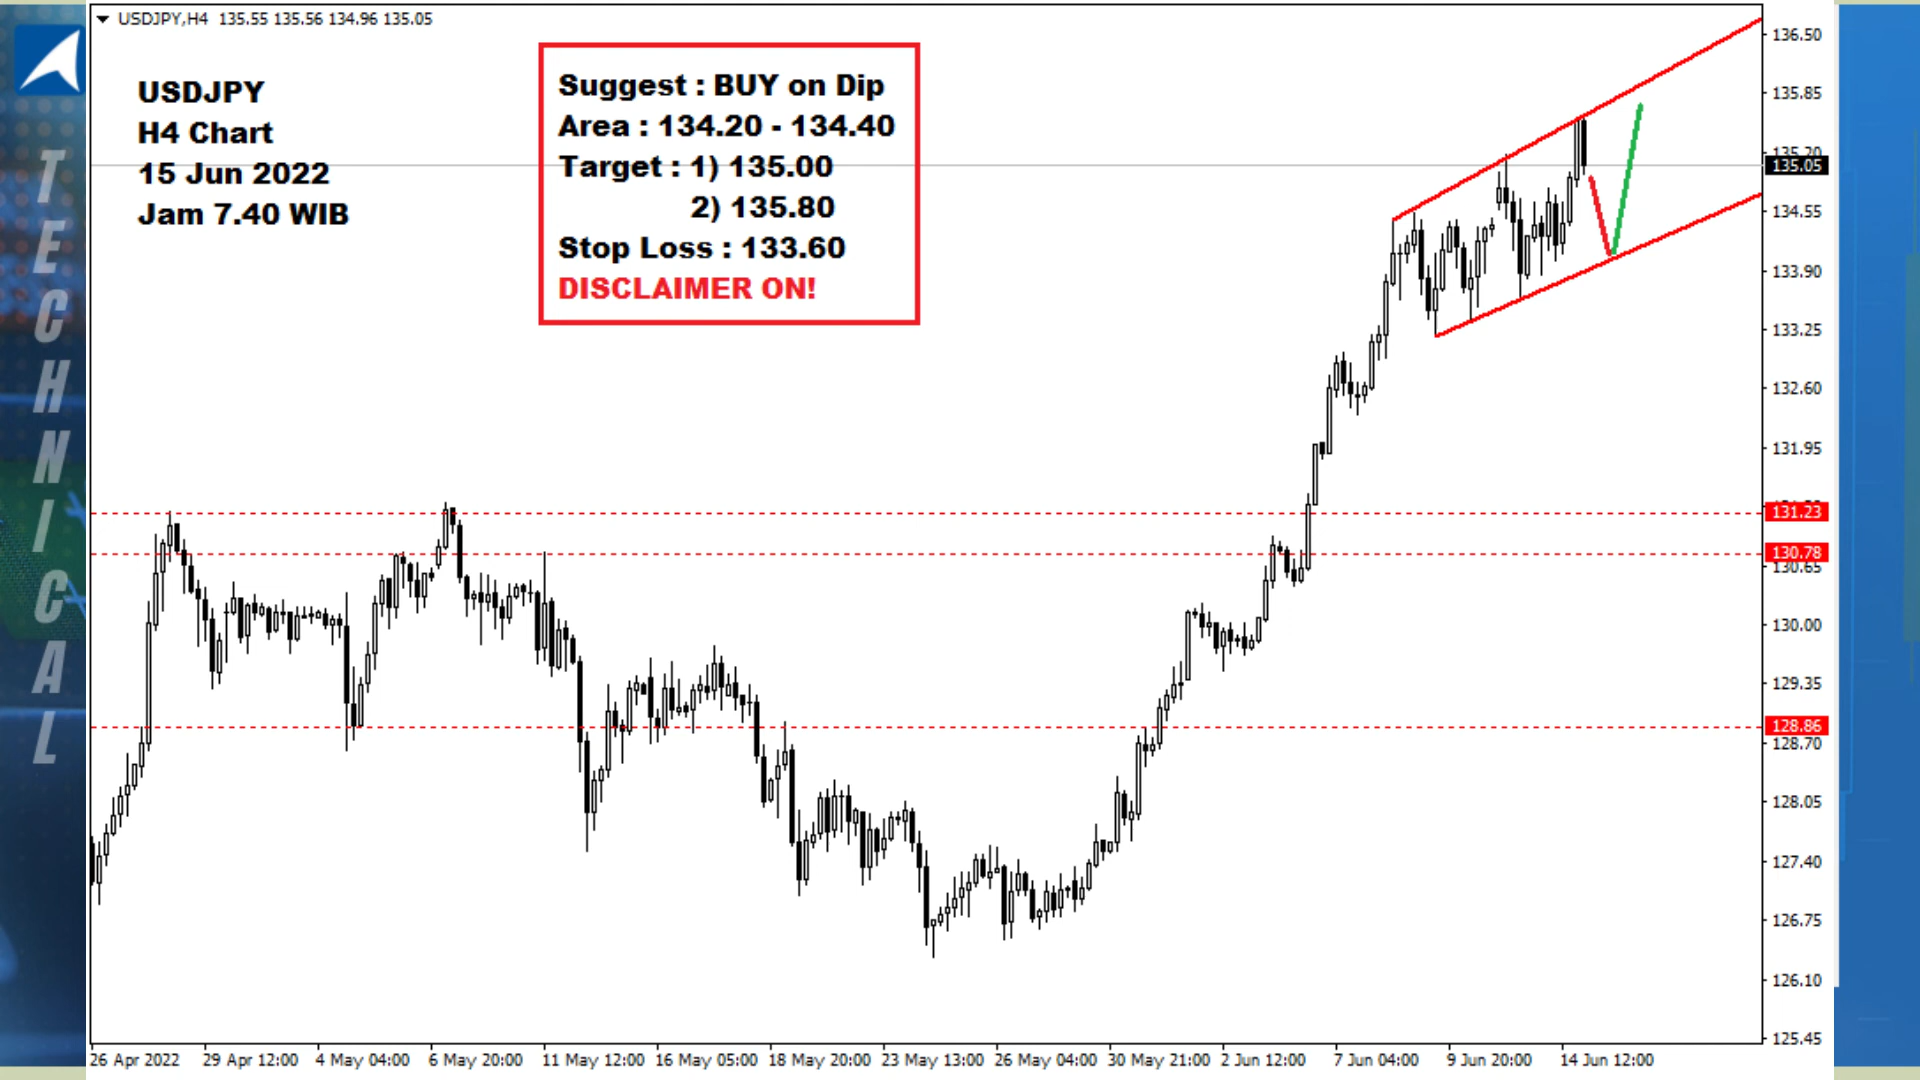 USDJPY,H4 135.55 135.56 134.96 135.05
USDJPY
H4 Chart
15 Jun 2022
Jam 7.40 WIB
Suggest : BUY on Dip
Area : 134.20 - 134.40
Target : 1) 135.00
2) 135.80
Stop Loss : 133.60
DISCLAIMER ON!
TECHNICAL
136.50
135.85
135.20
135.05
134.55
133.90
133.25
132.60
131.95
131.23
130.78
130.65
130.00
129.35
128.86
128.70
128.05
127.40
126.75
126.10
125.45
26 Apr 2022 29 Apr 12:00 4 May 04:00 6 May 20:00 11 May 12:00 16 May 05:00 18 May 20:00 23 May 13:00 26 May 04:00 30 May 21:00 2 Jun 12:00 7 Jun 04:00 9 Jun 20:00 14 Jun 12:00